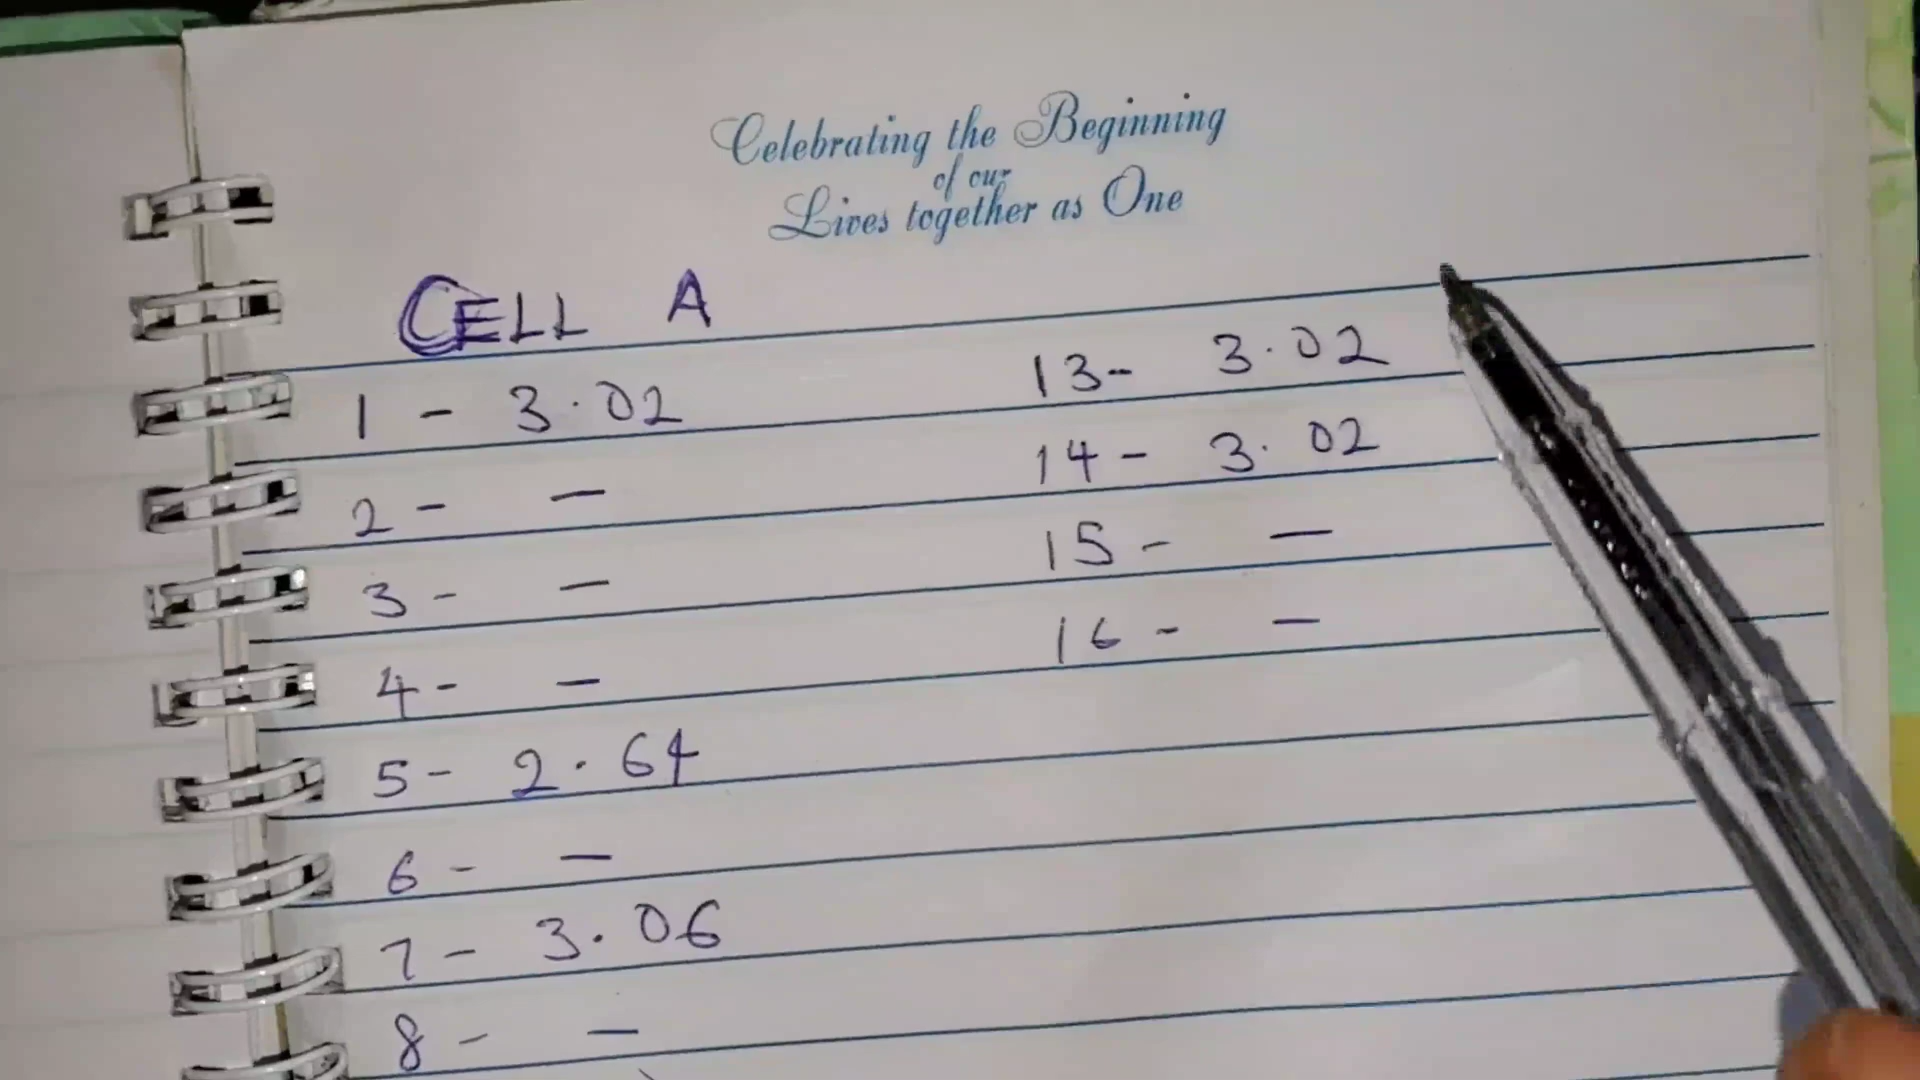 Celebrating the Beginning
of our
Lives together as One
CELL A
1 - 3.02
2 - -
3 - -
4 - -
5 - 2.64
6 - -
7 - 3.06
8 - -
13- 3.02
14 - 3.02
15 - -
16 - -